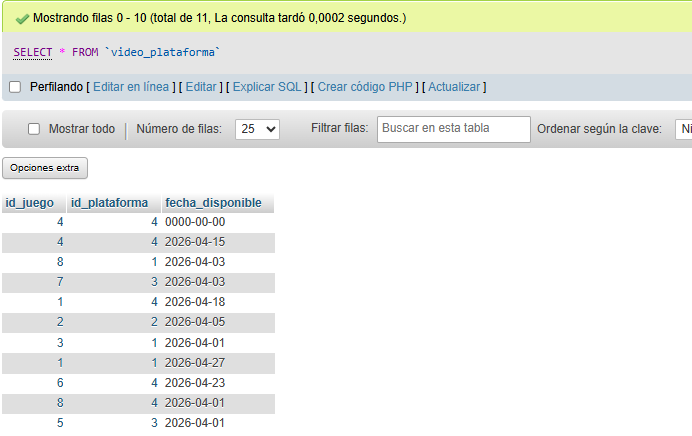 Mostrando filas 0 - 10 (total de 11, La consulta tardó 0,0002 segundos.)
SELECT * FROM `video_plataforma`
Perfilando [ Editar en línea ] [ Editar ] [ Explicar SQL ] [ Crear código PHP ] [ Actualizar ]
Mostrar todo Número de filas: 25 Filtrar filas: Buscar en esta tabla Ordenar según la clave:
Opciones extra
id_juego id_plataforma fecha_disponible
4 4 0000-00-00
4 4 2026-04-15
8 1 2026-04-03
7 3 2026-04-03
1 4 2026-04-18
2 2 2026-04-05
3 1 2026-04-01
1 1 2026-04-27
6 4 2026-04-23
8 4 2026-04-01
5 3 2026-04-01